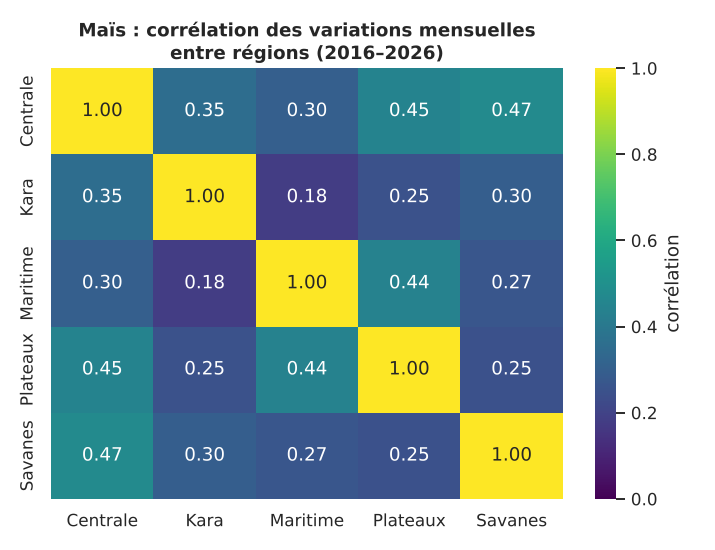 Maïs : corrélation des variations mensuelles
entre régions (2016–2026)
Centrale 1.00 0.35 0.30 0.45 0.47
Kara 0.35 1.00 0.18 0.25 0.30
Maritime 0.30 0.18 1.00 0.44 0.27
Plateaux 0.45 0.25 0.44 1.00 0.25
Savanes 0.47 0.30 0.27 0.25 1.00
Centrale Kara Maritime Plateaux Savanes
1.0
0.8
0.6
0.4
0.2
0.0
corrélation